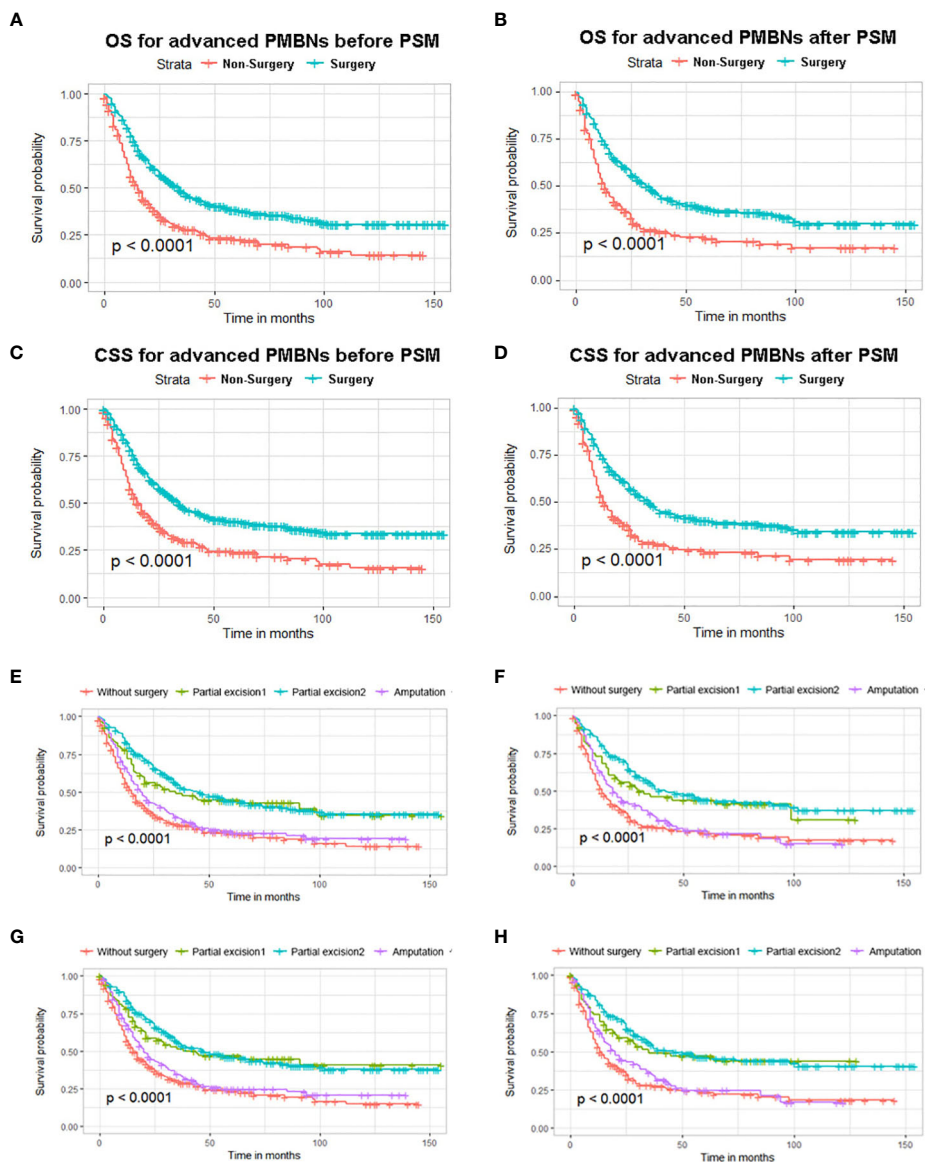 A
OS for advanced PMBNs before PSM
Strata Non-Surgery Surgery
Survival probability
1.00
0.75
0.50
0.25
0.00
p < 0.0001
0 50 100 150
Time in months
B
OS for advanced PMBNs after PSM
Strata Non-Surgery Surgery
Survival probability
1.00
0.75
0.50
0.25
0.00
p < 0.0001
0 50 100 150
Time in months
C
CSS for advanced PMBNs before PSM
Strata Non-Surgery Surgery
Survival probability
1.00
0.75
0.50
0.25
0.00
p < 0.0001
0 50 100 150
Time in months
D
CSS for advanced PMBNs after PSM
Strata Non-Surgery Surgery
Survival probability
1.00
0.75
0.50
0.25
0.00
p < 0.0001
0 50 100 150
Time in months
E
Without surgery Partial excision1 Partial excision2 Amputation
Survival probability
1.00
0.75
0.50
0.25
0.00
p < 0.0001
0 50 100 150
Time in months
F
Without surgery Partial excision1 Partial excision2 Amputation
Survival probability
1.00
0.75
0.50
0.25
0.00
p < 0.0001
0 50 100 150
Time in months
G
Without surgery Partial excision1 Partial excision2 Amputation
Survival probability
1.00
0.75
0.50
0.25
0.00
p < 0.0001
0 50 100 150
Time in months
H
Without surgery Partial excision1 Partial excision2 Amputation
Survival probability
1.00
0.75
0.50
0.25
0.00
p < 0.0001
0 50 100 150
Time in months